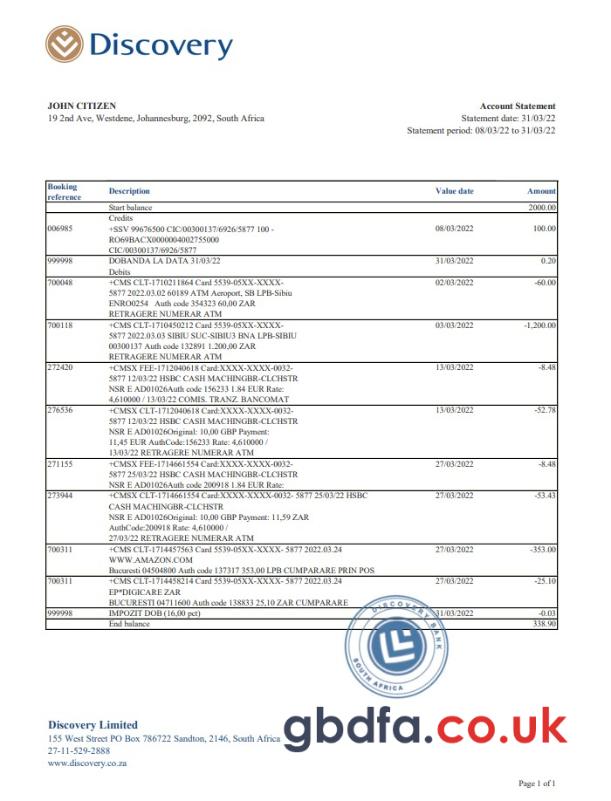 Discovery
JOHN CITIZEN
19 2nd Ave, Westdene, Johannesburg, 2092, South Africa
Account Statement
Statement date: 31/03/22
Statement period: 08/03/22 to 31/03/22
Booking reference Description Value date Amount
Start balance 2000.00
Credits
006985 +SSV 99676500 CIC/00300137/6926/5877 100 - 08/03/2022 100.00
RO69BACX0000004002755000
CIC/00300137/6926/5877
999998 DOBANDA LA DATA 31/03/22 31/03/2022 0.20
Debits
700048 +CMS CLT-1710211864 Card 5539-05XX-XXXX- 02/03/2022 -60.00
5877 2022.03.02 60189 ATM Aeroport, SB LPB-Sibiu
ENRO0254 Auth code 354323 60,00 ZAR
RETRAGERE NUMERAR ATM
700118 +CMS CLT-1710450212 Card 5539-05XX-XXXX- 03/03/2022 -1,200.00
5877 2022.03.03 SIBIU SUC-SIBIU3 BNA LPB-SIBIU
00300137 Auth code 132891 1.200,00 ZAR
RETRAGERE NUMERAR ATM
272420 +CMSX FEE-1712040618 Card:XXXX-XXXX-0032- 13/03/2022 -8.48
5877 12/03/22 HSBC CASH MACHINGBR-CLCHSTR
NSR E AD01026Auth code 156233 1.84 EUR Rate:
4,610000 / 13/03/22 COMIS. TRANZ. BANCOMAT
276536 +CMSX CLT-1712040618 Card:XXXX-XXXX-0032- 13/03/2022 -52.78
5877 12/03/22 HSBC CASH MACHINGBR-CLCHSTR
NSR E AD01026Original: 10,00 GBP Payment:
11,45 EUR AuthCode:156233 Rate: 4,610000 /
13/03/22 RETRAGERE NUMERAR ATM
271155 +CMSX FEE-1714661554 Card:XXXX-XXXX-0032- 27/03/2022 -8.48
5877 25/03/22 HSBC CASH MACHINGBR-CLCHSTR
NSR E AD01026Auth code 200918 1.84 EUR Rate:
273944 +CMSX CLT-1714661554 Card:XXXX-XXXX-0032- 5877 25/03/22 HSBC 27/03/2022 -53.43
CASH MACHINGBR-CLCHSTR
NSR E AD01026Original: 10,00 GBP Payment: 11,59 ZAR
AuthCode:200918 Rate: 4,610000 /
27/03/22 RETRAGERE NUMERAR ATM
700311 +CMS CLT-1714457563 Card 5539-05XX-XXXX- 5877 2022.03.24 27/03/2022 -353.00
WWW.AMAZON.COM
Bucuresti 04504800 Auth code 137317 353,00 LPB CUMPARARE PRIN POS
700311 +CMS CLT-1714458214 Card 5539-05XX-XXXX- 5877 2022.03.24 27/03/2022 -25.10
EP*DIGICARE ZAR
BUCURESTI 04711600 Auth code 138833 25,10 ZAR CUMPARARE
999998 IMPOZIT DOB (16,00 pct) 31/03/2022 -0.03
End balance 338.90
DISCOVERY BANK
SOUTH AFRICA
Discovery Limited
155 West Street PO Box 786722 Sandton, 2146, South Africa
27-11-529-2888
www.discovery.co.za
gbdfa.co.uk
Page 1 of 1